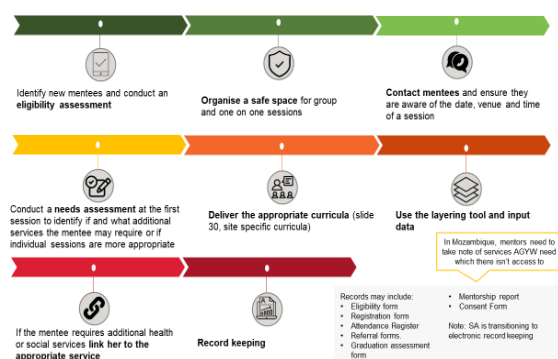 Identify new mentees and conduct an
eligibility assessment
Organise a safe space for group
and one on one sessions
Contact mentees and ensure they
are aware of the date, venue and time
of a session
Conduct a needs assessment at the first
session to identify if and what additional
services the mentee may require or if
individual sessions are more appropriate
Deliver the appropriate curricula (slide
30, site specific curricula)
Use the layering tool and input
data
In Mozambique, mentors need to
take note of services AGYW need
which there isn't access to
If the mentee requires additional health
or social services link her to the
appropriate service
Record keeping
Records may include:
• Eligibility form
• Registration form
• Attendance Register
• Referral forms.
• Graduation assessment
form
• Mentorship report
• Consent Form
Note: SA is transitioning to
electronic record keeping